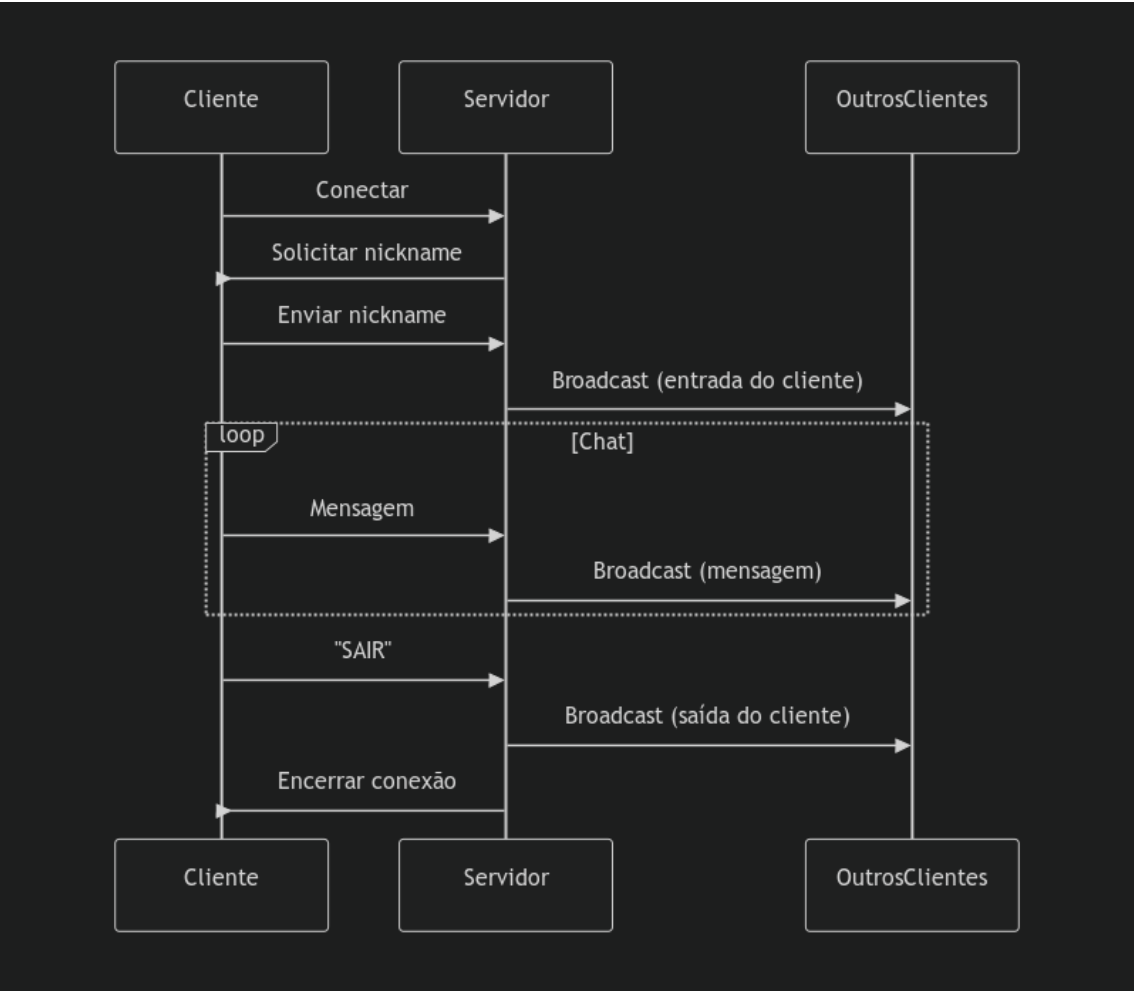 Cliente
Servidor
OutrosClientes
Conectar
Solicitar nickname
Enviar nickname
Broadcast (entrada do cliente)
loop
[Chat]
Mensagem
Broadcast (mensagem)
"SAIR"
Broadcast (saída do cliente)
Encerrar conexão
Cliente
Servidor
OutrosClientes